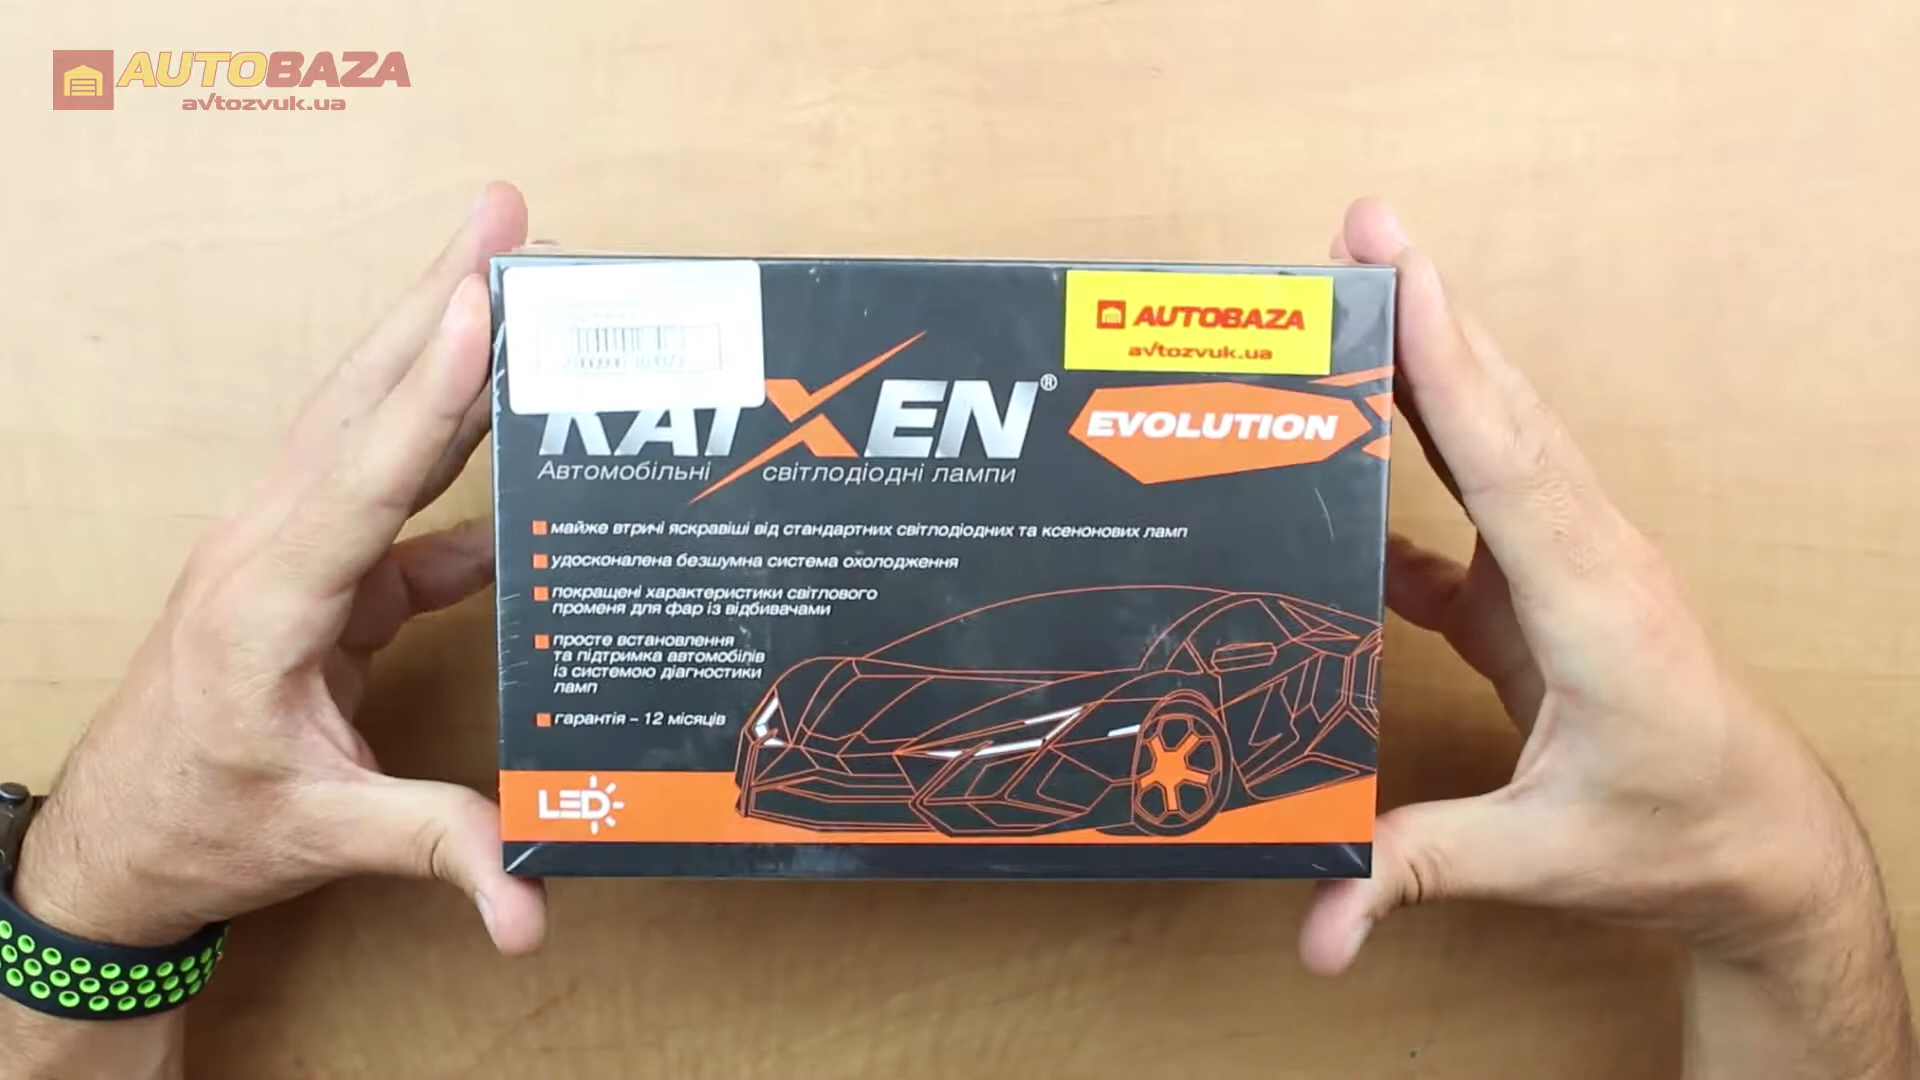 AUTOBAZA
avtozvuk.ua
AUTOBAZA
avtozvuk.ua
RAIXEN®
EVOLUTION
Автомобільні світлодіодні лампи
майже втричі яскравіші від стандартних світлодіодних та ксенонових ламп
удосконалена безшумна система охолодження
покращені характеристики світлового
променя для фар із відбивачами
просте встановлення
та підтримка автомобілів
із системою діагностики
ламп
гарантія – 12 місяців
LED